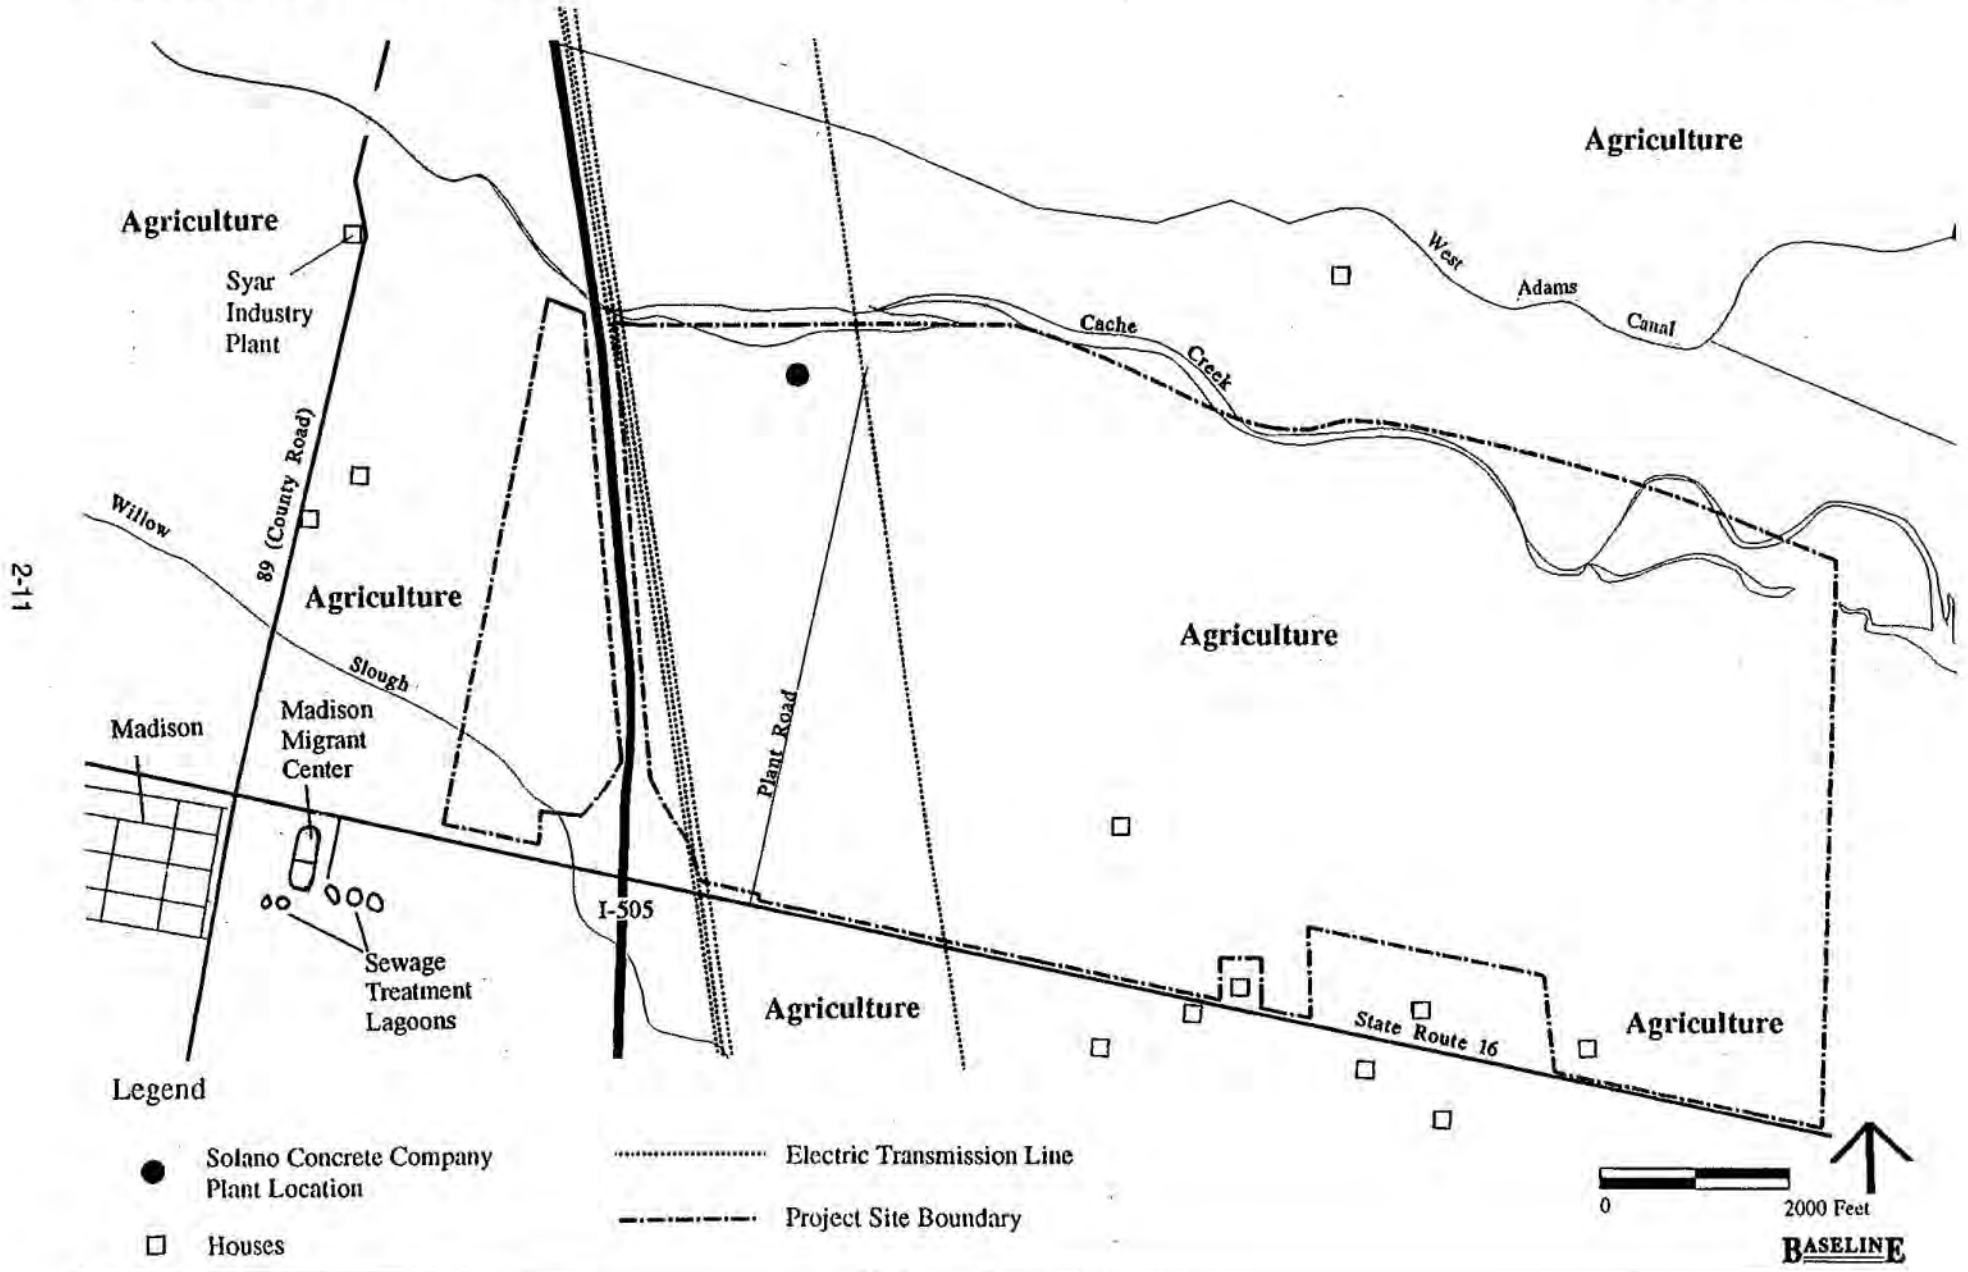 Agriculture
Agriculture
Syar
Industry
Plant
West
Adams
Canal
Cache
Creek
89 (County Road)
Willow
Slough
2-11
Agriculture
Agriculture
Madison
Madison
Migrant
Center
Plant Road
I-505
Sewage
Treatment
Lagoons
Agriculture
State Route 16
Agriculture
Legend
Solano Concrete Company
Plant Location
Houses
Electric Transmission Line
Project Site Boundary
0
2000 Feet
BASELINE